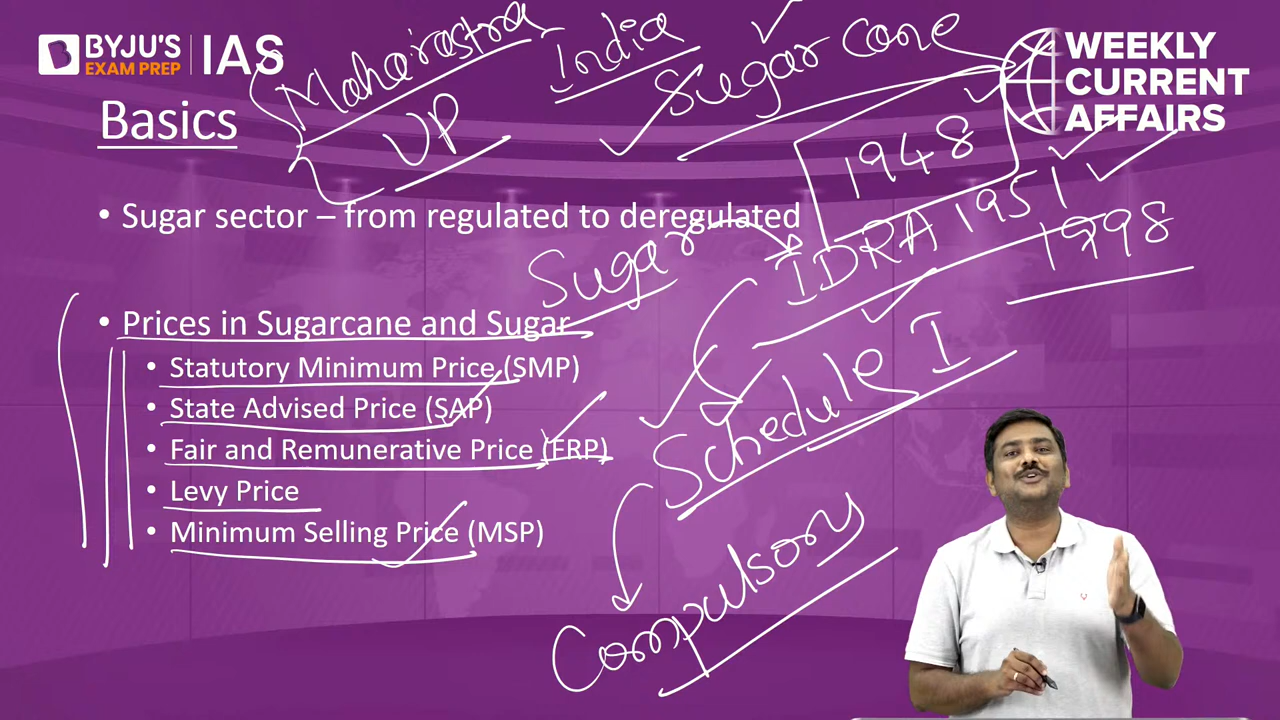 BYJU'S
EXAM PREP
IAS
WEEKLY
CURRENT
AFFAIRS
Maharastra
UP
India
Sugar cane
1948
IDRA 1951
1998
Basics
• Sugar sector – from regulated to deregulated
Sugar
• Prices in Sugarcane and Sugar
• Statutory Minimum Price (SMP)
• State Advised Price (SAP)
• Fair and Remunerative Price (FRP)
• Levy Price
• Minimum Selling Price (MSP)
Schedule I
Compulsory